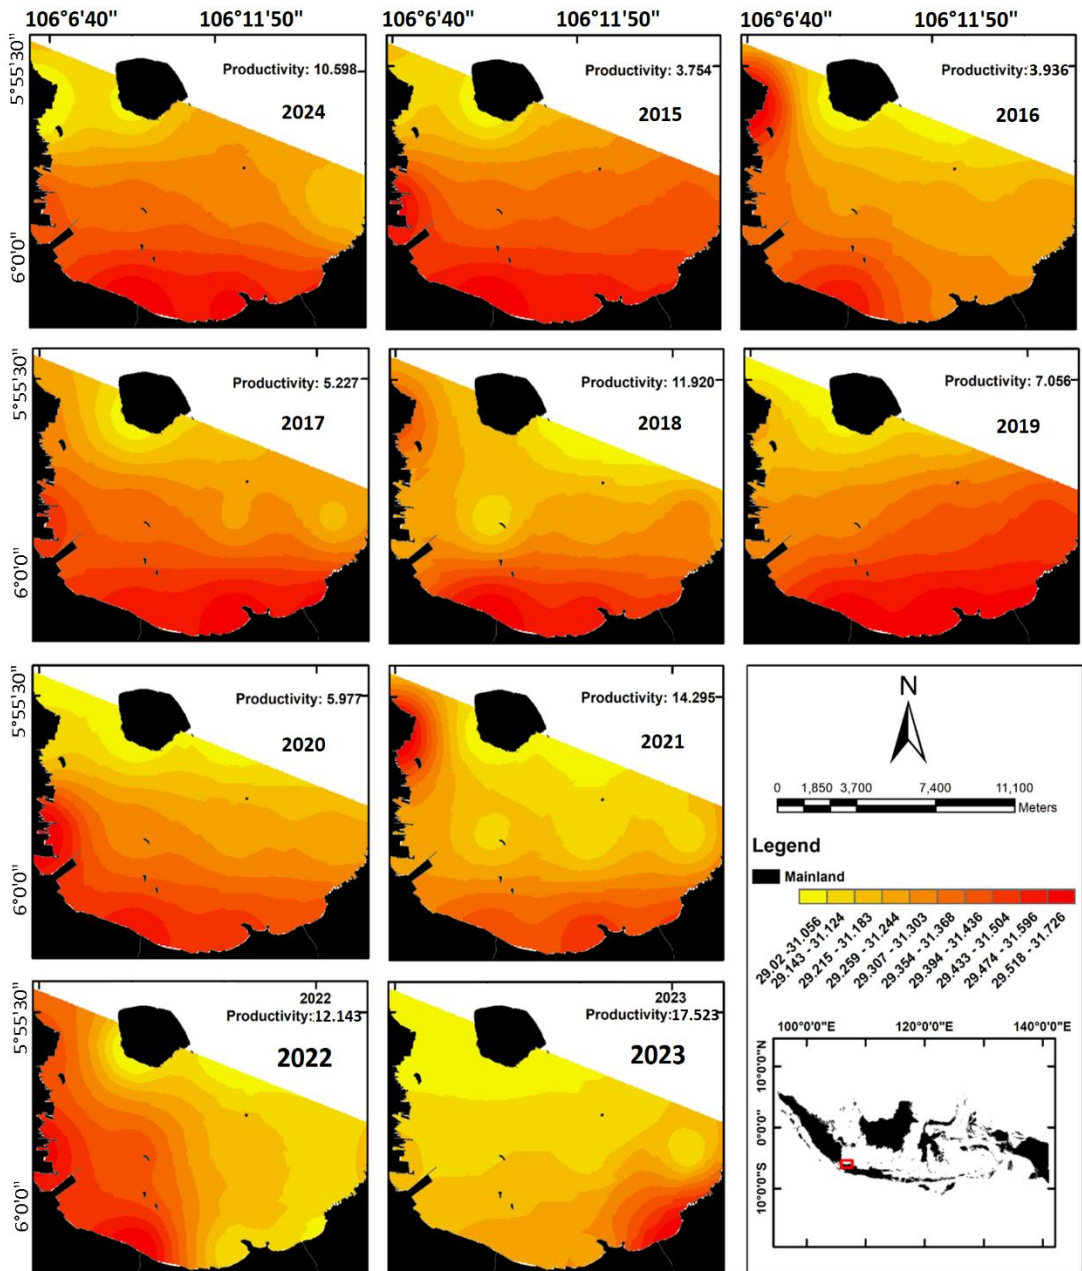 106°6'40" 106°11'50" 106°6'40" 106°11'50" 106°6'40" 106°11'50"
5°55'30"
6°0'0"
Productivity: 10.598
2024
Productivity: 3.754
2015
Productivity: 3.936
2016
5°55'30"
6°0'0"
Productivity: 5.227
2017
Productivity: 11.920
2018
Productivity: 7.056
2019
5°55'30"
6°0'0"
Productivity: 5.977
2020
Productivity: 14.295
2021
5°55'30"
6°0'0"
2022
Productivity:12.143
2022
2023
Productivity:17.523
2023
N
0 1,850 3,700 7,400 11,100
Meters
Legend
Mainland
29.02 -31.056
29.143 - 31.124
29.215 - 31.183
29.259 - 31.244
29.307 - 31.303
29.354 - 31.368
29.394 - 31.436
29.433 - 31.504
29.474 - 31.596
29.518 - 31.726
100°0'0"E 120°0'0"E 140°0'0"E
10°0'0"N
0°0'0"
10°0'0"S